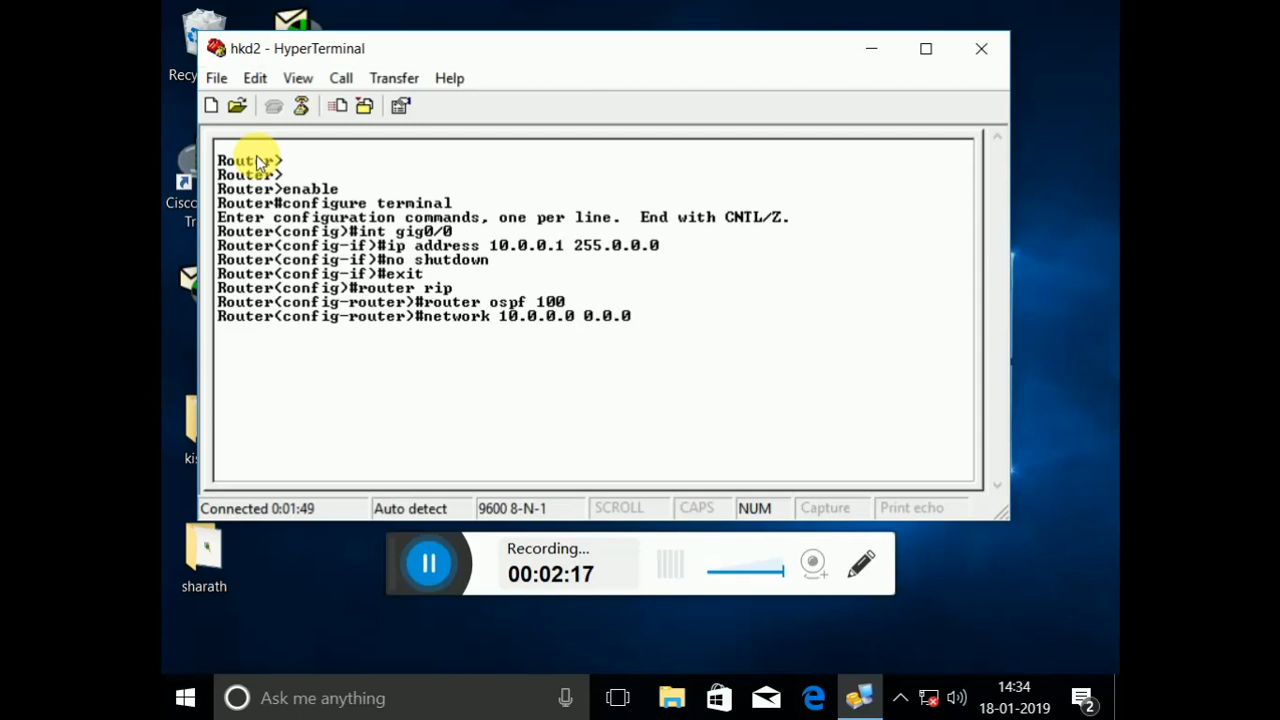 Recy
hkd2 - HyperTerminal
File Edit View Call Transfer Help
Router>
Router>
Router>enable
Router#configure terminal
Enter configuration commands, one per line.  End with CNTL/Z.
Router(config)#int gig0/0
Router(config-if)#ip address 10.0.0.1 255.0.0.0
Router(config-if)#no shutdown
Router(config-if)#exit
Router(config)#router rip
Router(config-router)#router ospf 100
Router(config-router)#network 10.0.0.0 0.0.0
Cisco
Tr
ki
Connected 0:01:49 Auto detect 9600 8-N-1 SCROLL CAPS NUM Capture Print echo
Recording...
00:02:17
sharath
Ask me anything
14:34
18-01-2019
2